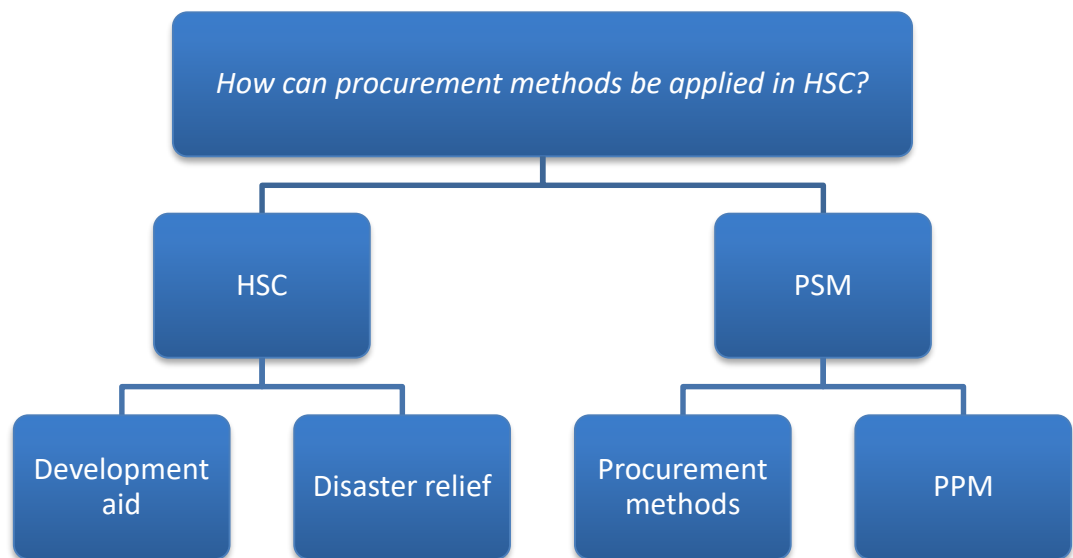 How can procurement methods be applied in HSC?
HSC
PSM
Development
aid
Disaster relief
Procurement
methods
PPM